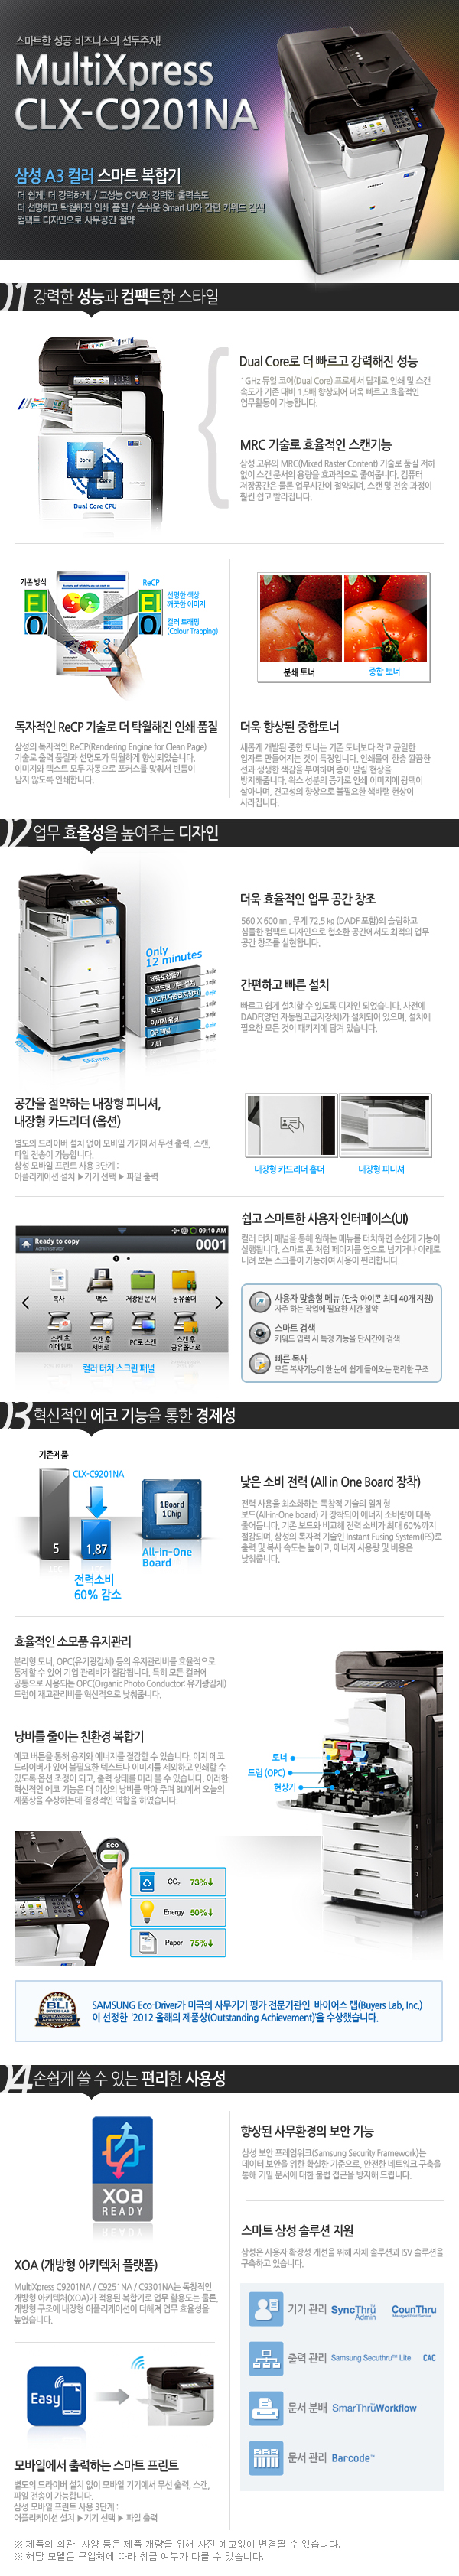 스마트한 성공 비즈니스의 선두주자!
MultiXpress
CLX-C9201NA
삼성 A3 컬러 스마트 복합기
더 쉽게! 더 강력하게! / 고성능 CPU와 강력한 출력속도
더 선명하고 탁월해진 인쇄 품질 / 손쉬운 Smart UI와 간편 키워드 검색
컴팩트 디자인으로 사무공간 절약
01 강력한 성능과 컴팩트한 스타일
Core
Core
Dual Core CPU
Dual Core로 더 빠르고 강력해진 성능
1GHz 듀얼 코어(Dual Core) 프로세서 탑재로 인쇄 및 스캔
속도가 기존 대비 1.5배 향상되어 더욱 빠르고 효율적인
업무활동이 가능합니다.
MRC 기술로 효율적인 스캔기능
삼성 고유의 MRC(Mixed Raster Content) 기술로 품질 저하
없이 스캔 문서의 용량을 효과적으로 줄여줍니다. 컴퓨터
저장공간은 물론 업무시간이 절약되며, 스캔 및 전송 과정이
훨씬 쉽고 빨라집니다.
기존 방식
ReCP
선명한 색상
깨끗한 이미지
컬러 트래핑
(Colour Trapping)
독자적인 ReCP 기술로 더 탁월해진 인쇄 품질
삼성의 독자적인 ReCP(Rendering Engine for Clean Page)
기술로 출력 품질과 선명도가 탁월하게 향상되었습니다.
이미지와 텍스트 모두 자동으로 포커스를 맞춰서 빈틈이
남지 않도록 인쇄합니다.
분쇄 토너
중합 토너
더욱 향상된 중합토너
새롭게 개발된 중합 토너는 기존 토너보다 작고 균일한
입자로 만들어지는 것이 특징입니다. 인쇄물에 한층 깔끔한
선과 생생한 색감을 부여하며 종이 말림 현상을
방지해줍니다. 왁스 성분의 증가로 인쇄 이미지에 광택이
살아나며, 견고성의 향상으로 불필요한 색바램 현상이
사라집니다.
02 업무 효율성을 높여주는 디자인
Only
12 minutes
제품포장뜯기
스탠드형 기본 설치
DADF(자동급지장치)
토너
이미지 유닛
OP 패널
기타
더욱 효율적인 업무 공간 창조
560 X 600 ㎜ , 무게 72.5 ㎏ (DADF 포함)의 슬림하고
심플한 컴팩트 디자인으로 협소한 공간에서도 최적의 업무
공간 창조를 실현합니다.
간편하고 빠른 설치
빠르고 쉽게 설치할 수 있도록 디자인 되었습니다. 사전에
DADF(양면 자동원고급지장치)가 설치되어 있으며, 설치에
필요한 모든 것이 패키지에 담겨 있습니다.
공간을 절약하는 내장형 피니셔,
내장형 카드리더 (옵션)
별도의 드라이버 설치 없이 모바일 기기에서 무선 출력, 스캔,
파일 전송이 가능합니다.
삼성 모바일 프린트 사용 3단계 :
어플리케이션 설치 ▶기기 선택 ▶ 파일 출력
내장형 카드리더 홀더
내장형 피니셔
Ready to copy
Administrator
09:10 AM
0001
복사
팩스
저장된 문서
공유폴더
스캔 후
이메일로
스캔 후
서버로
PC로 스캔
스캔 후
공유폴더로
컬러 터치 스크린 패널
쉽고 스마트한 사용자 인터페이스(UI)
컬러 터치 패널을 통해 원하는 메뉴를 터치하면 손쉽게 기능이
실행됩니다. 스마트 폰 처럼 페이지를 옆으로 넘기거나 아래로
내려 보는 스크롤이 가능하여 사용이 편리합니다.
사용자 맞춤형 메뉴 (단축 아이콘 최대 40개 지원)
자주 하는 작업에 필요한 시간 절약
스마트 검색
키워드 입력 시 특정 기능을 단시간에 검색
빠른 복사
모든 복사기능이 한 눈에 쉽게 들어오는 편리한 구조
03 혁신적인 에코 기능을 통한 경제성
기존제품
CLX-C9201NA
5
1.87
전력소비
60% 감소
1Board
1Chip
All-in-One
Board
낮은 소비 전력 (All in One Board 장착)
전력 사용을 최소화하는 독창적 기술의 일체형
보드(All-in-One board) 가 장착되어 에너지 소비량이 대폭
줄어듭니다. 기존 보드와 비교해 전력 소비가 최대 60%까지
절감되며, 삼성의 독자적 기술인 Instant Fusing System(IFS)로
출력 및 복사 속도는 높이고, 에너지 사용량 및 비용은
낮춰줍니다.
효율적인 소모품 유지관리
분리형 토너, OPC(유기감광체) 등의 유지관리비를 효율적으로
통제할 수 있어 기업 관리비가 절감됩니다. 특히 모든 컬러에
공통으로 사용되는 OPC(Organic Photo Conductor: 유기감광체)
드럼이 재고관리비를 혁신적으로 낮춰줍니다.
낭비를 줄이는 친환경 복합기
에코 버튼을 통해 용지와 에너지를 절감할 수 있습니다. 이지 에코
드라이버가 있어 불필요한 텍스트나 이미지를 제외하고 인쇄할 수
있도록 옵션 조정이 되고, 출력 상태를 미리 볼 수 있습니다. 이러한
혁신적인 에코 기능은 더 이상의 낭비를 막아 주며 BLI에서 오늘의
제품상을 수상하는데 결정적인 역할을 하였습니다.
토너
드럼 (OPC)
현상기
ECO
CO₂ 73%
Energy 50%
Paper 75%
2012
BLI
BUYERS LAB
OUTSTANDING
ACHIEVEMENT
SAMSUNG Eco-Driver가 미국의 사무기기 평가 전문기관인 바이어스 랩(Buyers Lab, Inc.)
이 선정한 '2012 올해의 제품상(Outstanding Achievement)'을 수상했습니다.
04 손쉽게 쓸 수 있는 편리한 사용성
XOA
READY
XOA (개방형 아키텍처 플랫폼)
MultiXpress C9201NA / C9251NA / C9301NA는 독창적인
개방형 아키텍처(XOA)가 적용된 복합기로 업무 활용도는 물론,
개방형 구조에 내장형 어플리케이션이 더해져 업무 효율성을
높였습니다.
Easy
모바일에서 출력하는 스마트 프린트
별도의 드라이버 설치 없이 모바일 기기에서 무선 출력, 스캔,
파일 전송이 가능합니다.
삼성 모바일 프린트 사용 3단계 :
어플리케이션 설치 ▶기기 선택 ▶ 파일 출력
향상된 사무환경의 보안 기능
삼성 보안 프레임워크(Samsung Security Framework)는
데이터 보안을 위한 확실한 기준으로, 안전한 네트워크 구축을
통해 기밀 문서에 대한 불법 접근을 방지해 드립니다.
스마트 삼성 솔루션 지원
삼성은 사용자 확장성 개선을 위해 자체 솔루션과 ISV 솔루션을
구축하고 있습니다.
기기 관리 SyncThru Admin CounThru Managed Print Service
출력 관리 Samsung Secuthru™ Lite CAC
문서 분배 SmarThruWorkflow
문서 관리 Barcode™
※ 제품의 외관, 사양 등은 제품 개량을 위해 사전 예고없이 변경될 수 있습니다.
※ 해당 모델은 구입처에 따라 취급 여부가 다를 수 있습니다.